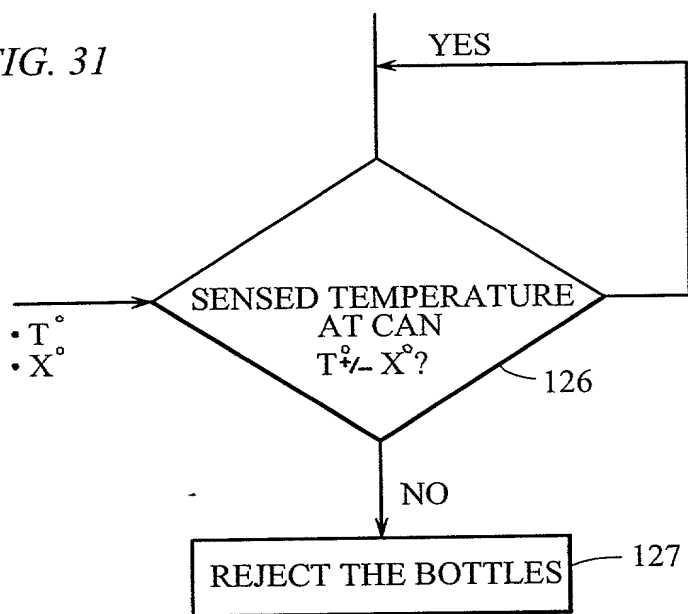 FIG. 31
YES
SENSED TEMPERATURE
AT CAN
T°+/- X°?
• T°
• X°
126
NO
REJECT THE BOTTLES
127